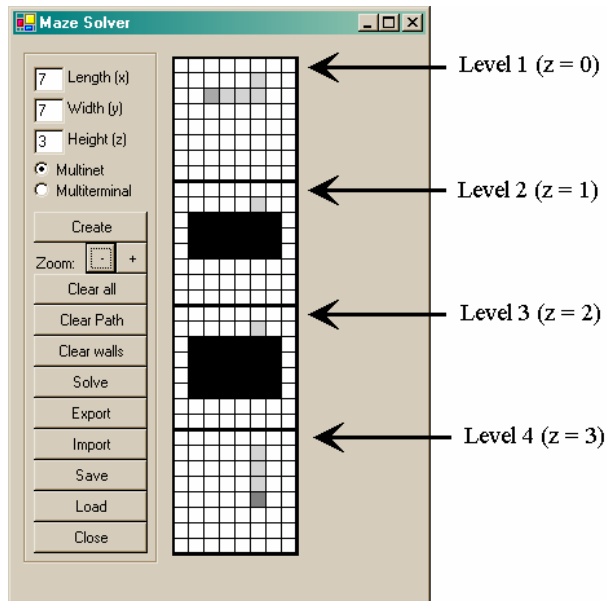 Maze Solver
7 Length (x)
7 Width (y)
3 Height (z)
Multinet
Multiterminal
Create
Zoom: - +
Clear all
Clear Path
Clear walls
Solve
Export
Import
Save
Load
Close
Level 1 (z = 0)
Level 2 (z = 1)
Level 3 (z = 2)
Level 4 (z = 3)